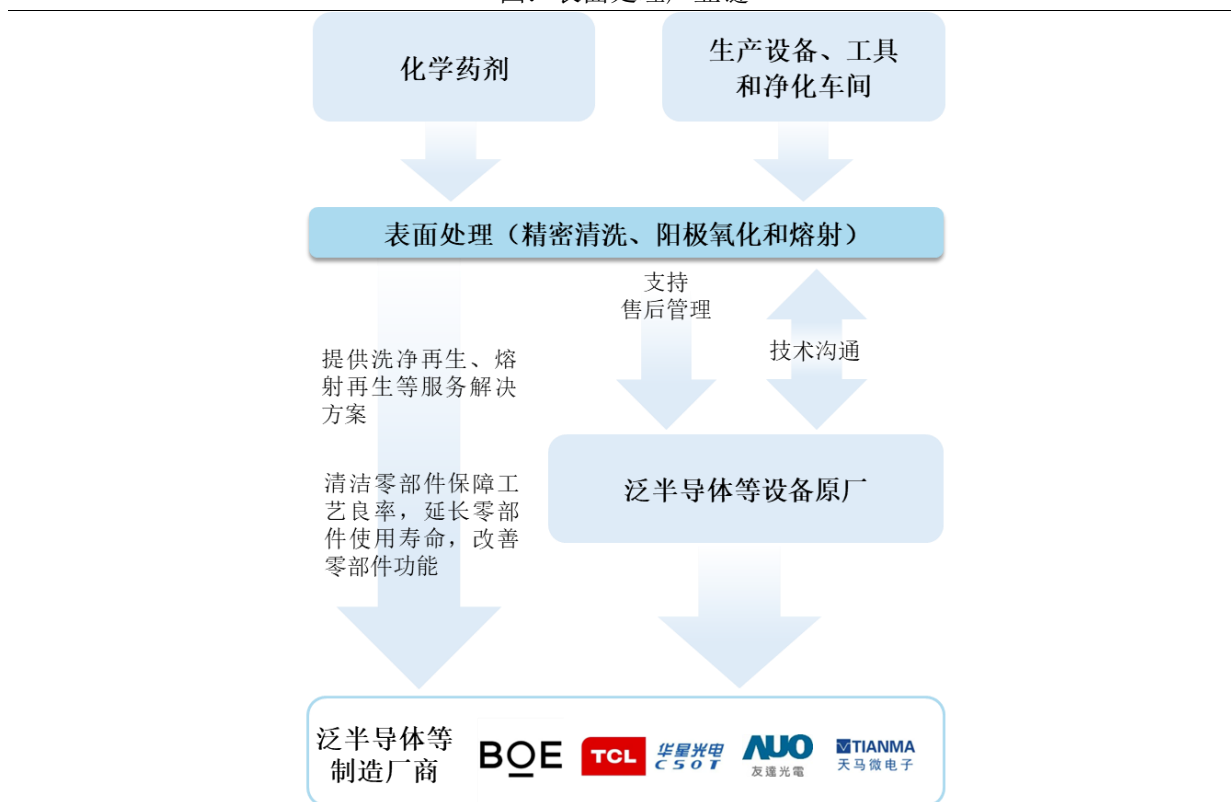 化学药剂
生产设备、工具
和净化车间
表面处理（精密清洗、阳极氧化和熔射）
支持
售后管理
技术沟通
提供洗净再生、熔
射再生等服务解决
方案
清洁零部件保障工
艺良率，延长零部
件使用寿命，改善
零部件功能
泛半导体等设备原厂
泛半导体等
制造厂商
BOE
TCL
华星光电
CSOT
AUO
友達光電
TIANMA
天马微电子